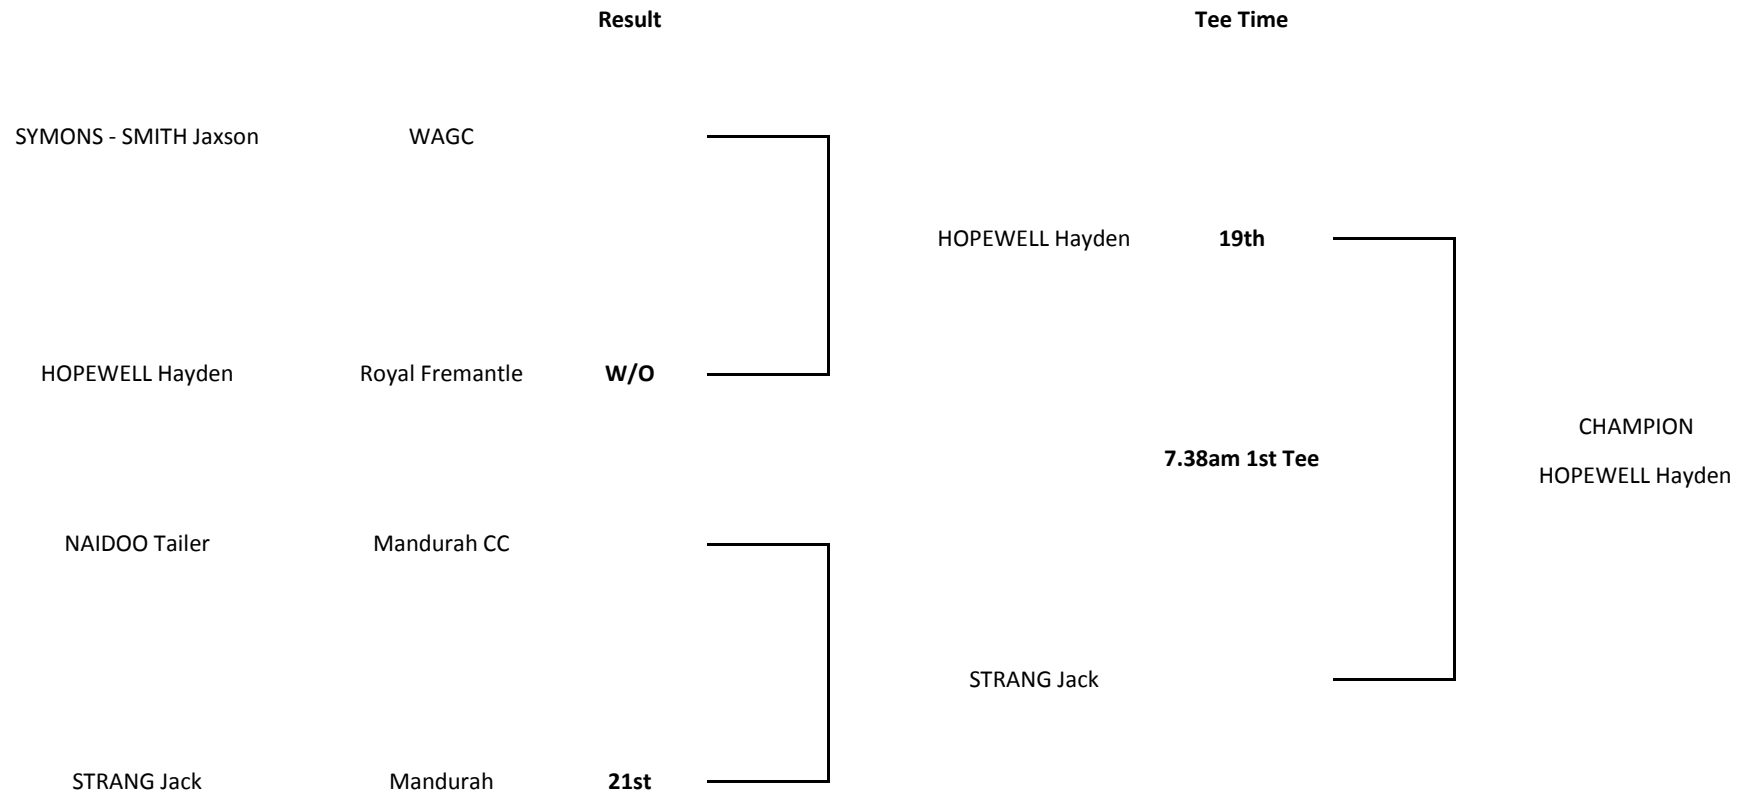 Result Tee Time
SYMONS - SMITH Jaxson WAGC
HOPEWELL Hayden 19th
HOPEWELL Hayden Royal Fremantle W/O
CHAMPION
7.38am 1st Tee
HOPEWELL Hayden
NAIDOO Tailer Mandurah CC
STRANG Jack
STRANG Jack Mandurah 21st